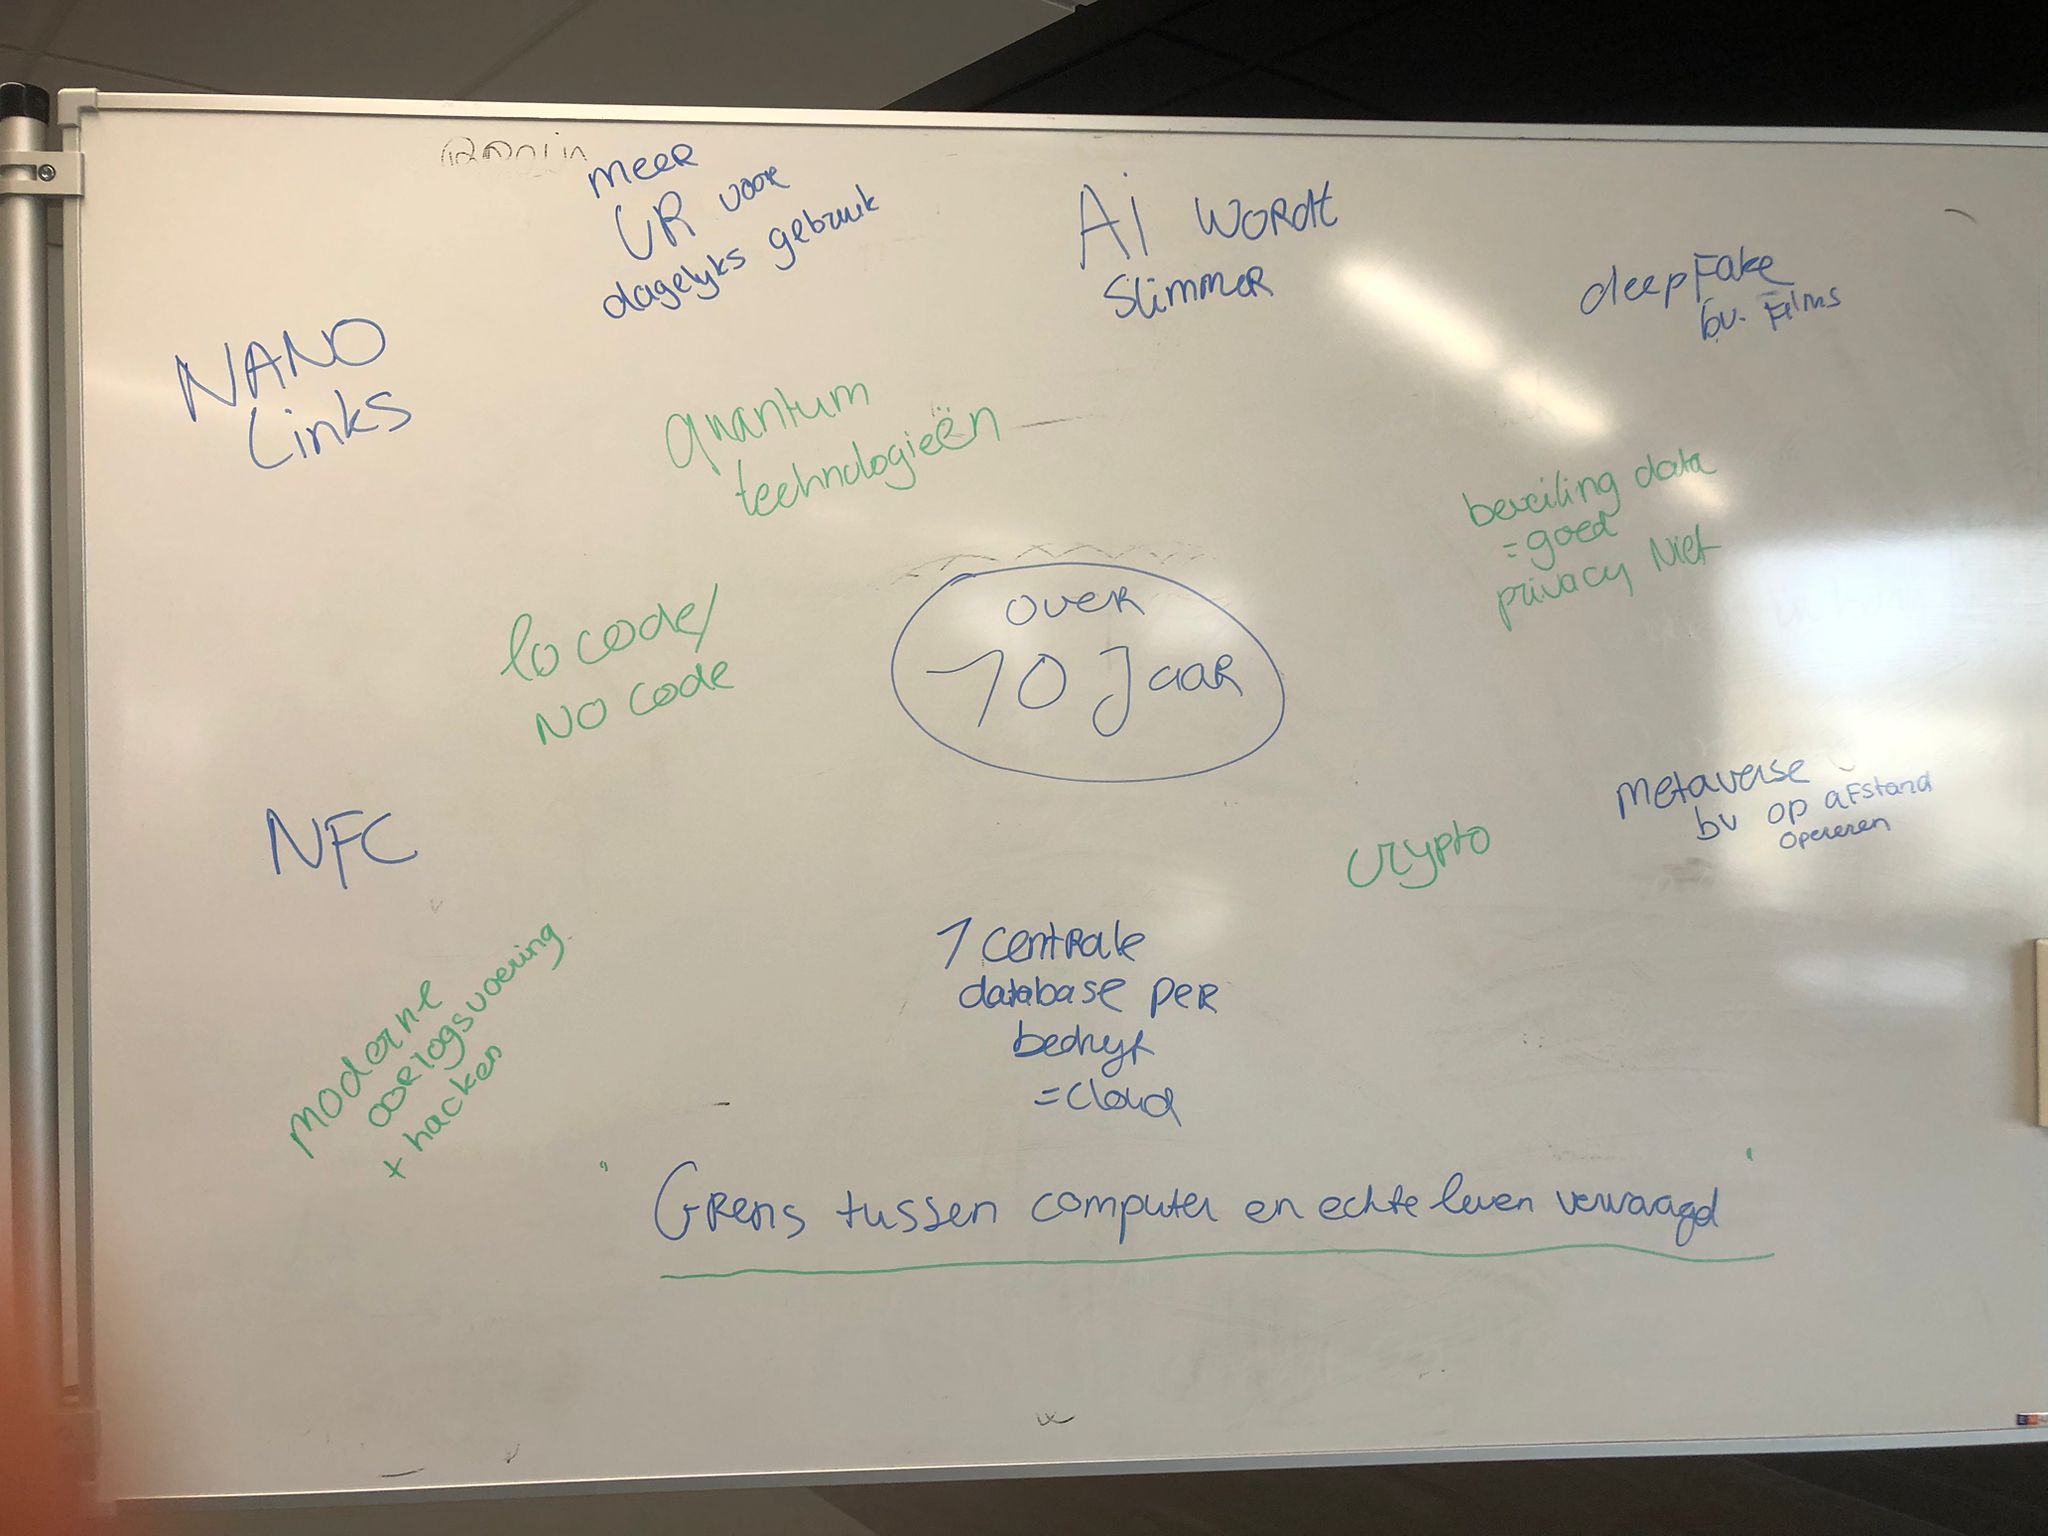 meer
VR voor
dagelyks gebruik
Ai wordt
slimmer
deepFake
bv. Films
NANO
Links
quantum
technologieën
beveiling data
=goed
privacy Niet
over
10 Jaar
lo code/
NO code
NFC
metaverse
bv op aFstand
opereren
crypto
1 centrale
database per
bedryf
=cloud
moderne
oorlogsvoering
+ hacken
"Grens tussen computer en echte leven vervaagd"